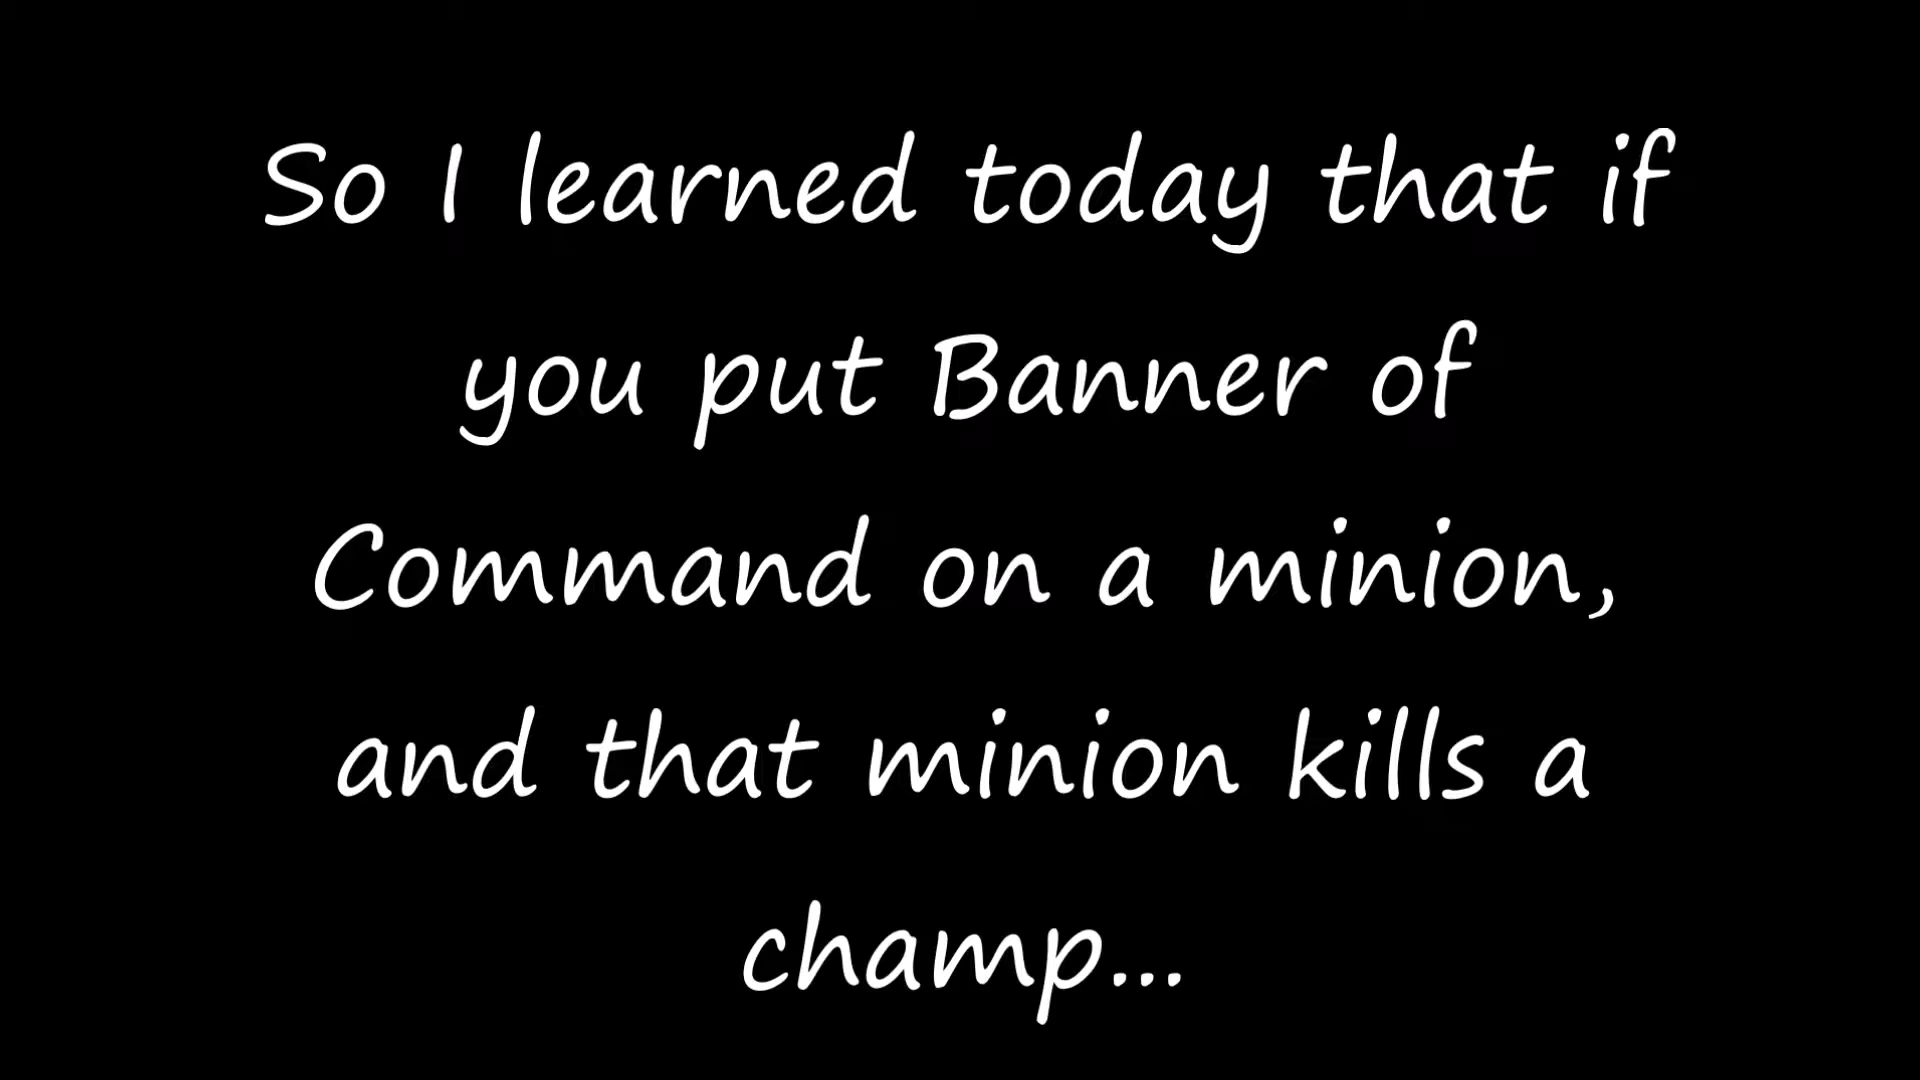 So I learned today that if
you put Banner of
Command on a minion,
and that minion kills a
champ...